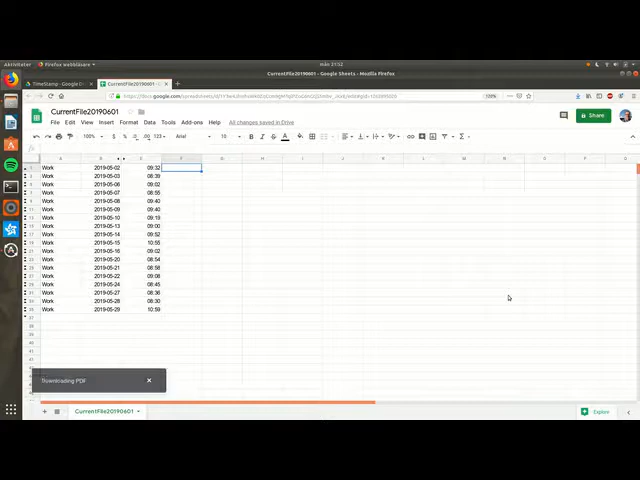 Aktiviteter Firefox webbläsare mån 21:52
CurrentFile20190601 - Google Sheets - Mozilla Firefox
TimeStamp - Google D CurrentFile20190601 -
CurrentFile20190601
File Edit View Insert Format Data Tools Add-ons Help All changes saved in Drive
Share
100% $ % .0 .00 123 Arial 10
Work 2019-05-02 09:32
Work 2019-05-03 08:39
Work 2019-05-06 09:02
Work 2019-05-07 08:55
Work 2019-05-08 09:40
Work 2019-05-09 09:40
Work 2019-05-10 09:19
Work 2019-05-13 09:00
Work 2019-05-14 09:52
Work 2019-05-15 10:55
Work 2019-05-16 09:02
Work 2019-05-20 08:54
Work 2019-05-21 08:58
Work 2019-05-22 09:08
Work 2019-05-24 08:45
Work 2019-05-27 08:36
Work 2019-05-28 08:30
Work 2019-05-29 10:59
Downloading PDF
CurrentFile20190601
Explore